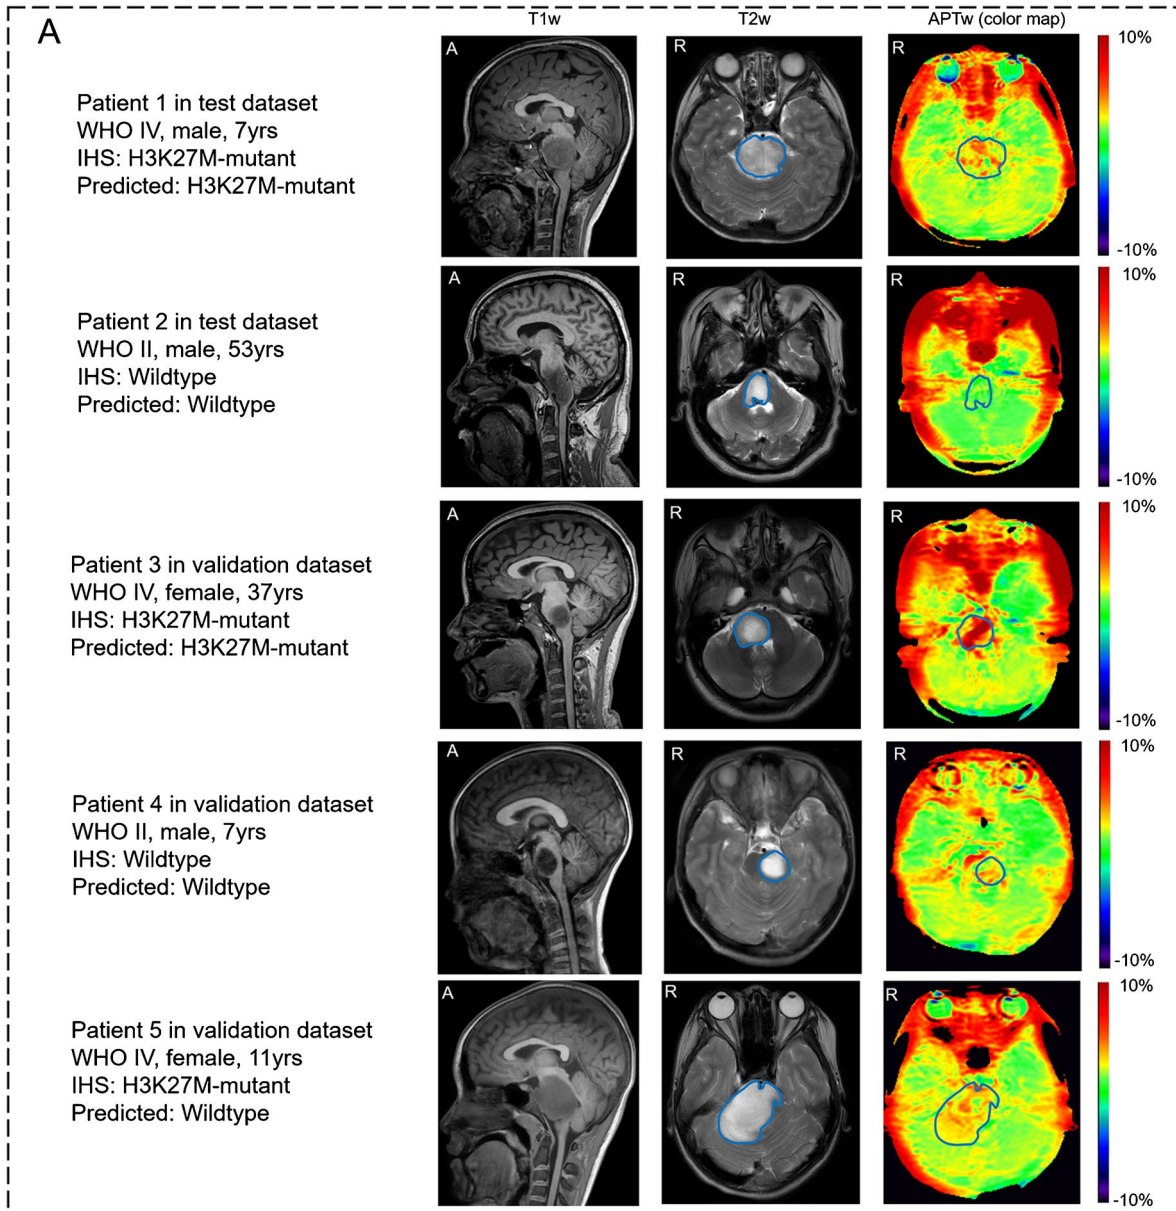 A
T1w T2w APTw (color map)
Patient 1 in test dataset
WHO IV, male, 7yrs
IHS: H3K27M-mutant
Predicted: H3K27M-mutant
A R R 10%
-10%
Patient 2 in test dataset
WHO II, male, 53yrs
IHS: Wildtype
Predicted: Wildtype
A R R 10%
-10%
Patient 3 in validation dataset
WHO IV, female, 37yrs
IHS: H3K27M-mutant
Predicted: H3K27M-mutant
A R R 10%
-10%
Patient 4 in validation dataset
WHO II, male, 7yrs
IHS: Wildtype
Predicted: Wildtype
A R R 10%
-10%
Patient 5 in validation dataset
WHO IV, female, 11yrs
IHS: H3K27M-mutant
Predicted: Wildtype
A R R 10%
-10%